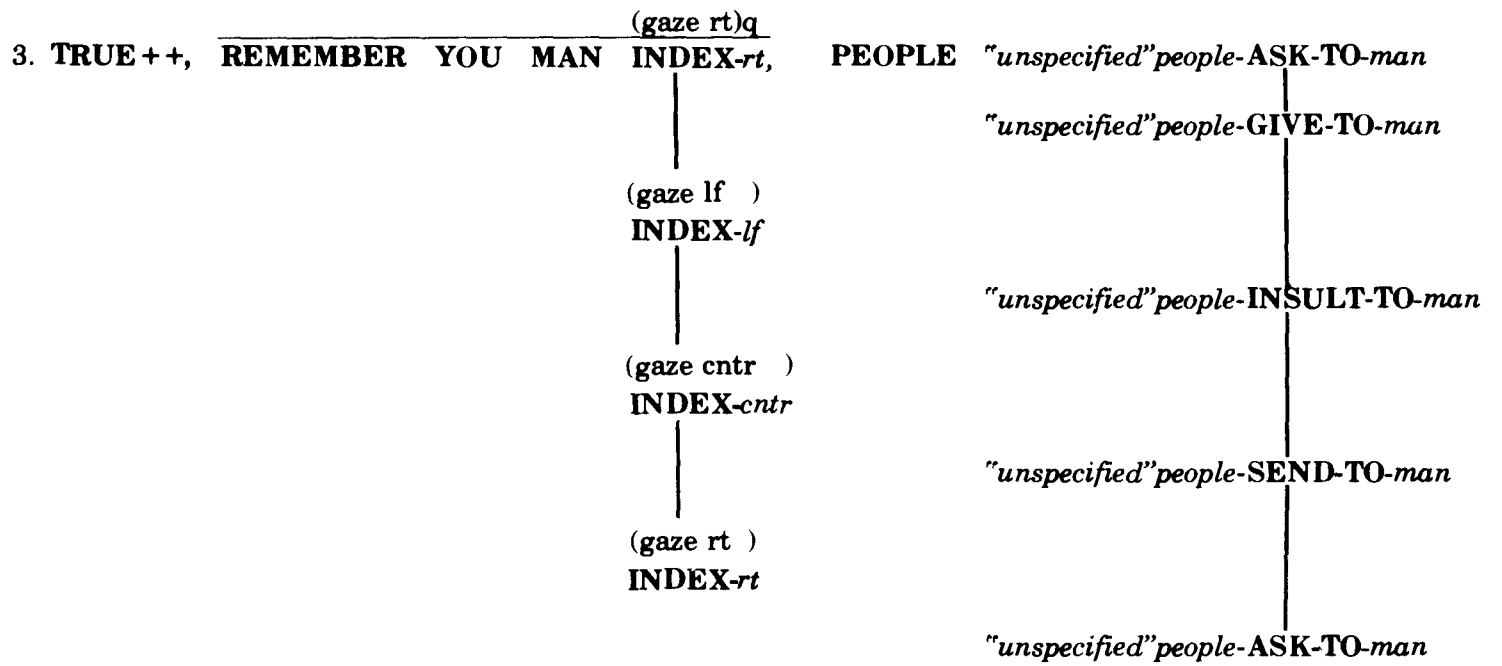 (gaze rt)q
3. TRUE++, REMEMBER YOU MAN INDEX-rt, PEOPLE "unspecified"people-ASK-TO-man
"unspecified"people-GIVE-TO-man
(gaze lf )
INDEX-lf
"unspecified"people-INSULT-TO-man
(gaze cntr )
INDEX-cntr
"unspecified"people-SEND-TO-man
(gaze rt )
INDEX-rt
"unspecified"people-ASK-TO-man